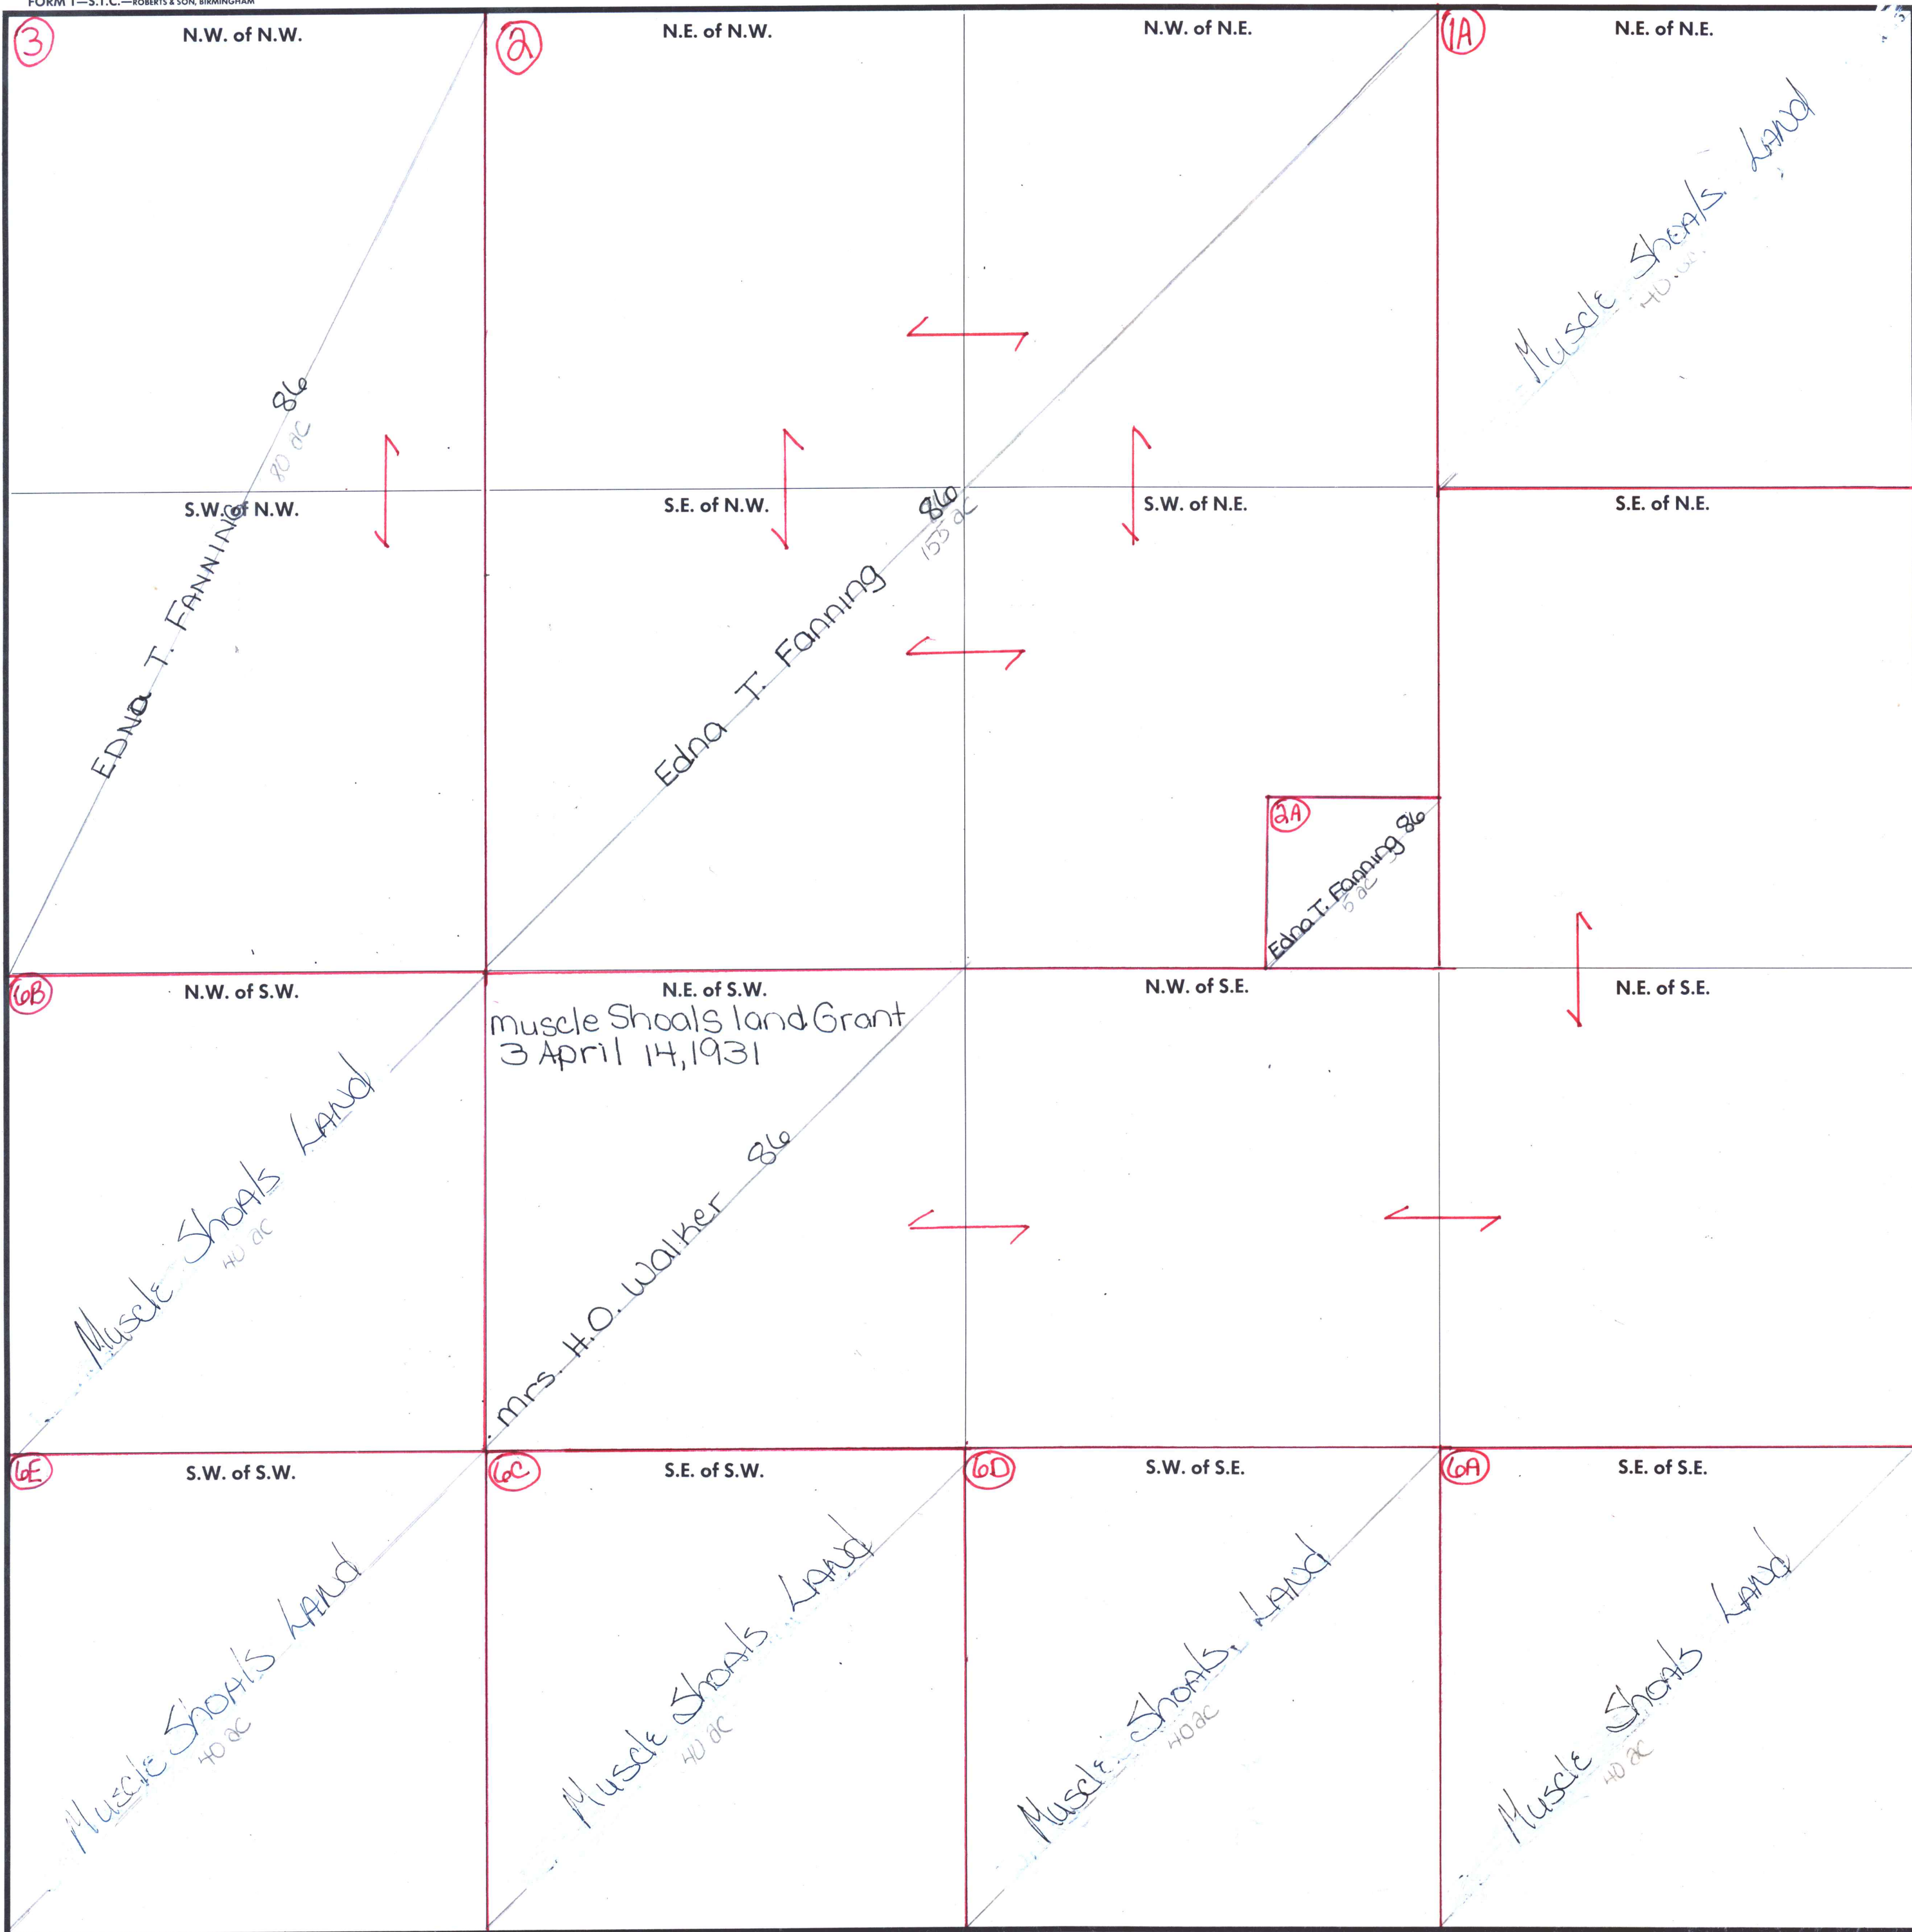 FORM 1—S.T.C.—ROBERTS & SON, BIRMINGHAM
3
N.W. of N.W.
2
N.E. of N.W.
N.W. of N.E.
1A
N.E. of N.E.
Muscle Shoals Land
40 ac.
EDNA T. FANNING 86
80 ac
S.W. of N.W.
S.E. of N.W.
Edna T. Fanning 86
155 ac
S.W. of N.E.
S.E. of N.E.
2A
Edna T. Fanning 86
5 ac
6B
N.W. of S.W.
Muscle Shoals Land
40 ac
N.E. of S.W.
muscle Shoals land Grant
3 April 14, 1931
mrs. H.O. Walker 86
N.W. of S.E.
N.E. of S.E.
6E
S.W. of S.W.
Muscle Shoals Land
40 ac
6C
S.E. of S.W.
Muscle Shoals Land
40 ac
6D
S.W. of S.E.
Muscle Shoals Land
40 ac
6A
S.E. of S.E.
Muscle Shoals Land
40 ac